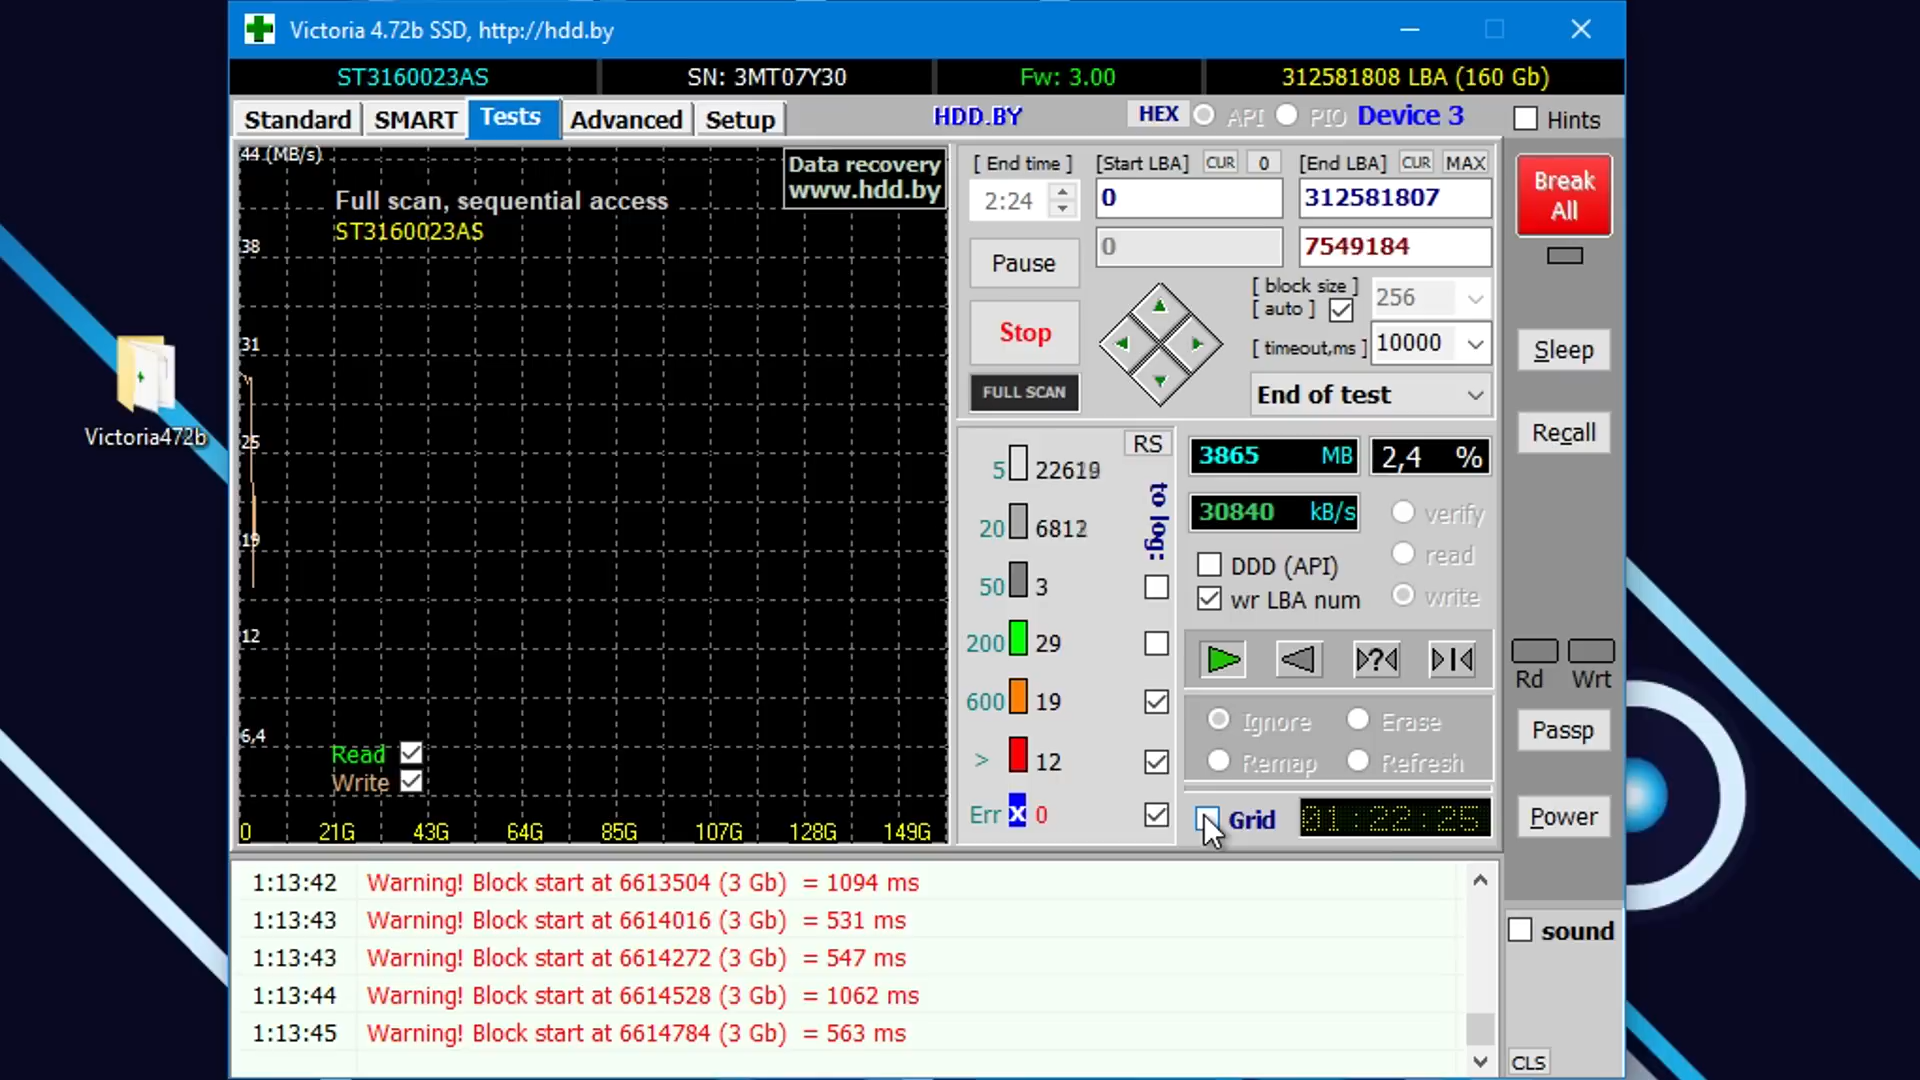 Victoria 4.72b SSD, http://hdd.by
ST3160023AS
SN: 3MT07Y30
Fw: 3.00
312581808 LBA (160 Gb)
Standard
SMART
Tests
Advanced
Setup
HDD.BY
HEX
API
PIO
Device 3
Hints
44 (MB/s)
Full scan, sequential access
ST3160023AS
Data recovery
www.hdd.by
38
31
25
19
12
6,4
Read
Write
0 21G 43G 64G 85G 107G 128G 149G
[ End time ]
2:24
[Start LBA] CUR 0
0
0
[End LBA] CUR MAX
312581807
7549184
Pause
Stop
FULL SCAN
[ block size ]
[ auto ]
256
[ timeout,ms ]
10000
End of test
RS
to log:
5
20 6812
50 3
200 29
600 19
> 12
Err x 0
3865 MB
2,4 %
30840 kB/s
DDD (API)
wr LBA num
verify
read
write
Ignore
Erase
Remap
Refresh
Grid
01:22:25
Break
All
Sleep
Recall
Rd Wrt
Passp
Power
sound
CLS
1:13:42 Warning! Block start at 6613504 (3 Gb) = 1094 ms
1:13:43 Warning! Block start at 6614016 (3 Gb) = 531 ms
1:13:43 Warning! Block start at 6614272 (3 Gb) = 547 ms
1:13:44 Warning! Block start at 6614528 (3 Gb) = 1062 ms
1:13:45 Warning! Block start at 6614784 (3 Gb) = 563 ms
Victoria472b